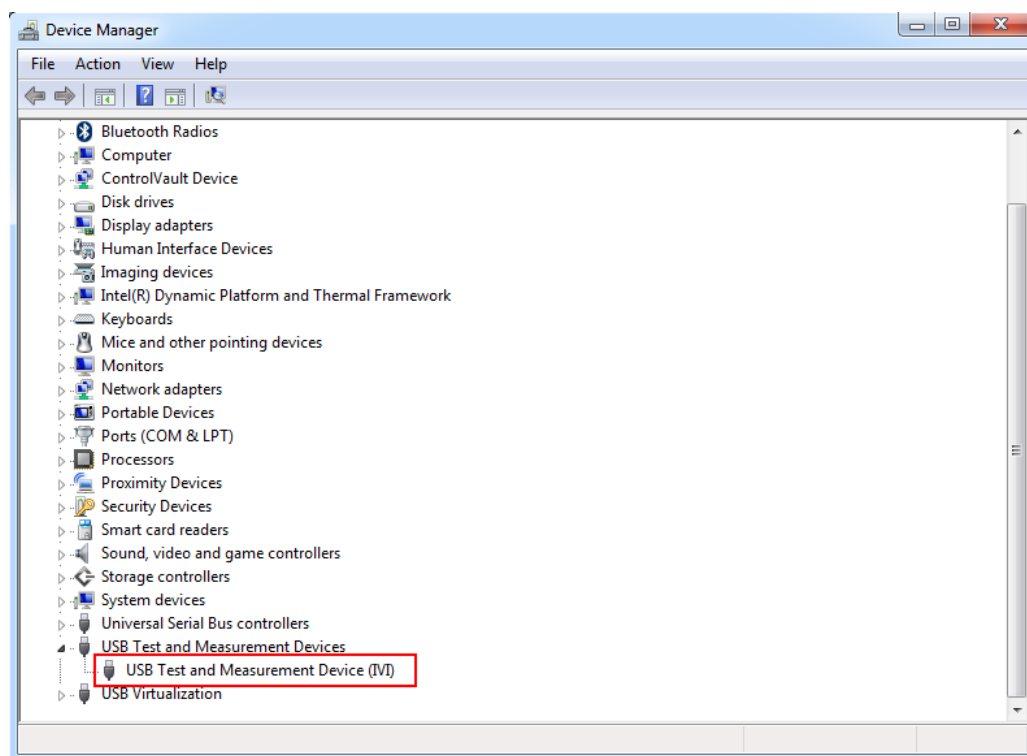 Device Manager
File Action View Help
Bluetooth Radios
Computer
ControlVault Device
Disk drives
Display adapters
Human Interface Devices
Imaging devices
Intel(R) Dynamic Platform and Thermal Framework
Keyboards
Mice and other pointing devices
Monitors
Network adapters
Portable Devices
Ports (COM & LPT)
Processors
Proximity Devices
Security Devices
Smart card readers
Sound, video and game controllers
Storage controllers
System devices
Universal Serial Bus controllers
USB Test and Measurement Devices
USB Test and Measurement Device (IVI)
USB Virtualization